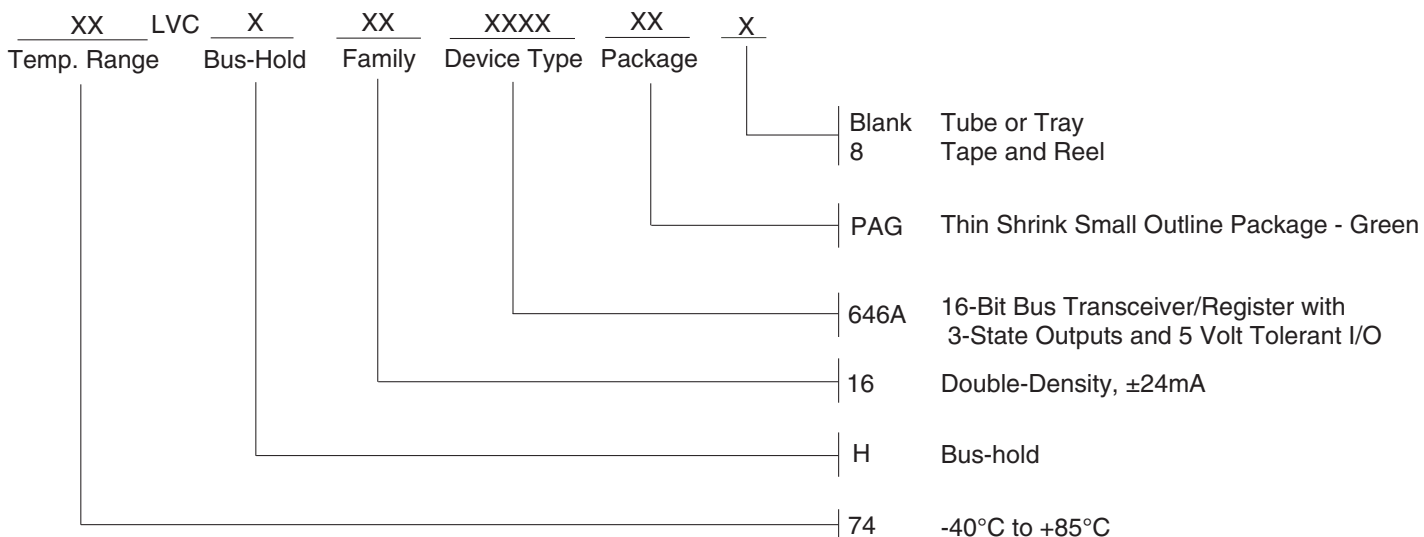 XX LVC X XX XXXX XX X
Temp. Range Bus-Hold Family Device Type Package
Blank Tube or Tray
8 Tape and Reel
PAG Thin Shrink Small Outline Package - Green
646A 16-Bit Bus Transceiver/Register with
3-State Outputs and 5 Volt Tolerant I/O
16 Double-Density, ±24mA
H Bus-hold
74 -40°C to +85°C